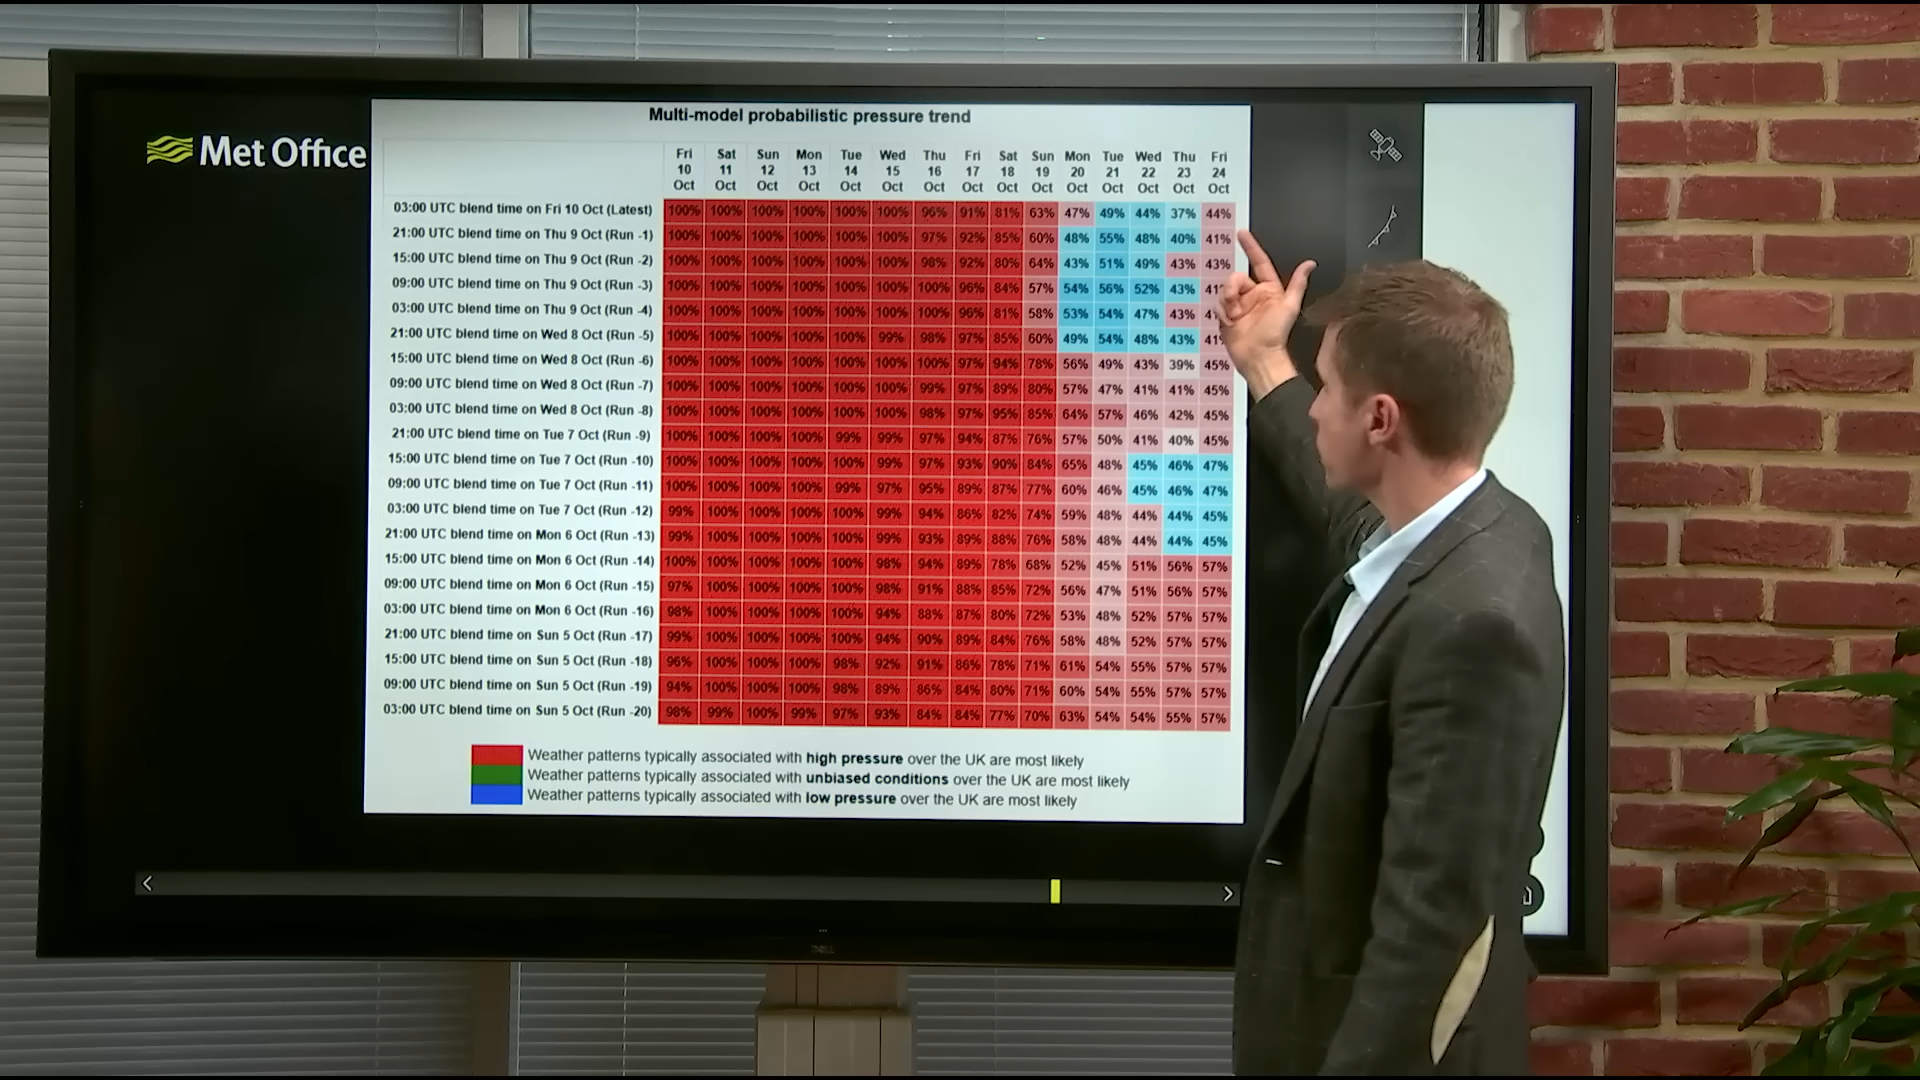 Met Office
Multi-model probabilistic pressure trend
Fri 10 Oct Sat 11 Oct Sun 12 Oct Mon 13 Oct Tue 14 Oct Wed 15 Oct Thu 16 Oct Fri 17 Oct Sat 18 Oct Sun 19 Oct Mon 20 Oct Tue 21 Oct Wed 22 Oct Thu 23 Oct Fri 24 Oct
03:00 UTC blend time on Fri 10 Oct (Latest) 100% 100% 100% 100% 100% 100% 96% 91% 81% 63% 47% 49% 44% 37% 44%
21:00 UTC blend time on Thu 9 Oct (Run -1) 100% 100% 100% 100% 100% 100% 97% 92% 85% 60% 48% 55% 48% 40% 41%
15:00 UTC blend time on Thu 9 Oct (Run -2) 100% 100% 100% 100% 100% 100% 98% 92% 80% 64% 43% 51% 49% 43% 43%
09:00 UTC blend time on Thu 9 Oct (Run -3) 100% 100% 100% 100% 100% 100% 100% 96% 84% 57% 54% 56% 52% 43%
03:00 UTC blend time on Thu 9 Oct (Run -4) 100% 100% 100% 100% 100% 100% 100% 96% 81% 58% 53% 54% 47% 43%
21:00 UTC blend time on Wed 8 Oct (Run -5) 100% 100% 100% 100% 100% 99% 98% 97% 85% 60% 49% 54% 48% 43%
15:00 UTC blend time on Wed 8 Oct (Run -6) 100% 100% 100% 100% 100% 100% 100% 97% 94% 78% 56% 49% 43% 39% 45%
09:00 UTC blend time on Wed 8 Oct (Run -7) 100% 100% 100% 100% 100% 100% 99% 97% 89% 80% 57% 47% 41% 41% 45%
03:00 UTC blend time on Wed 8 Oct (Run -8) 100% 100% 100% 100% 100% 100% 98% 97% 95% 85% 64% 57% 46% 42% 45%
21:00 UTC blend time on Tue 7 Oct (Run -9) 100% 100% 100% 100% 99% 99% 97% 94% 87% 76% 57% 50% 41% 40% 45%
15:00 UTC blend time on Tue 7 Oct (Run -10) 100% 100% 100% 100% 100% 99% 97% 93% 90% 84% 65% 48% 45% 46% 47%
09:00 UTC blend time on Tue 7 Oct (Run -11) 100% 100% 100% 100% 99% 97% 95% 89% 87% 77% 60% 46% 45% 46% 47%
03:00 UTC blend time on Tue 7 Oct (Run -12) 99% 100% 100% 100% 100% 99% 94% 86% 82% 74% 59% 48% 44% 44% 45%
21:00 UTC blend time on Mon 6 Oct (Run -13) 99% 100% 100% 100% 100% 99% 93% 89% 88% 76% 58% 48% 44% 44% 45%
15:00 UTC blend time on Mon 6 Oct (Run -14) 100% 100% 100% 100% 100% 98% 94% 89% 78% 68% 52% 45% 51% 56% 57%
09:00 UTC blend time on Mon 6 Oct (Run -15) 97% 100% 100% 100% 100% 98% 91% 88% 85% 72% 56% 47% 51% 56% 57%
03:00 UTC blend time on Mon 6 Oct (Run -16) 98% 100% 100% 100% 100% 94% 88% 87% 80% 72% 53% 48% 52% 57% 57%
21:00 UTC blend time on Sun 5 Oct (Run -17) 99% 100% 100% 100% 100% 94% 90% 89% 84% 76% 58% 48% 52% 57% 57%
15:00 UTC blend time on Sun 5 Oct (Run -18) 96% 100% 100% 100% 98% 92% 91% 86% 78% 71% 61% 54% 55% 57% 57%
09:00 UTC blend time on Sun 5 Oct (Run -19) 94% 100% 100% 100% 98% 89% 86% 84% 80% 71% 60% 54% 55% 57% 57%
03:00 UTC blend time on Sun 5 Oct (Run -20) 98% 99% 100% 99% 97% 93% 84% 84% 77% 70% 63% 54% 54% 55% 57%
Weather patterns typically associated with high pressure over the UK are most likely
Weather patterns typically associated with unbiased conditions over the UK are most likely
Weather patterns typically associated with low pressure over the UK are most likely
DELL